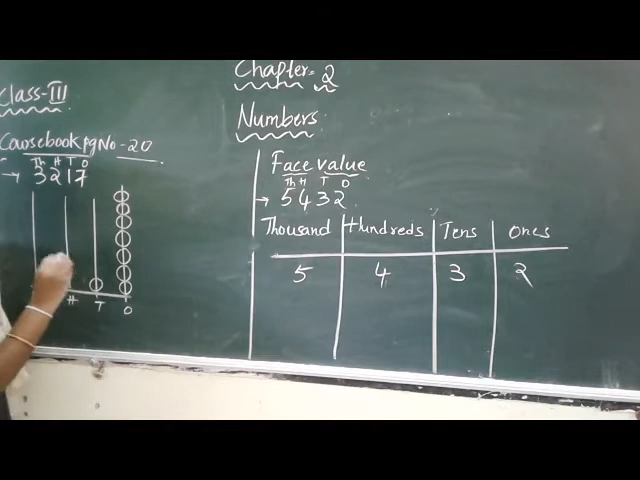 Class-III
Coursebook pg No-20
Th H T O
→ 3217
H T O
Chapter-2
Numbers:
Face value
Th H T O
→ 5432
Thousand Hundreds Tens Ones
5 4 3 2